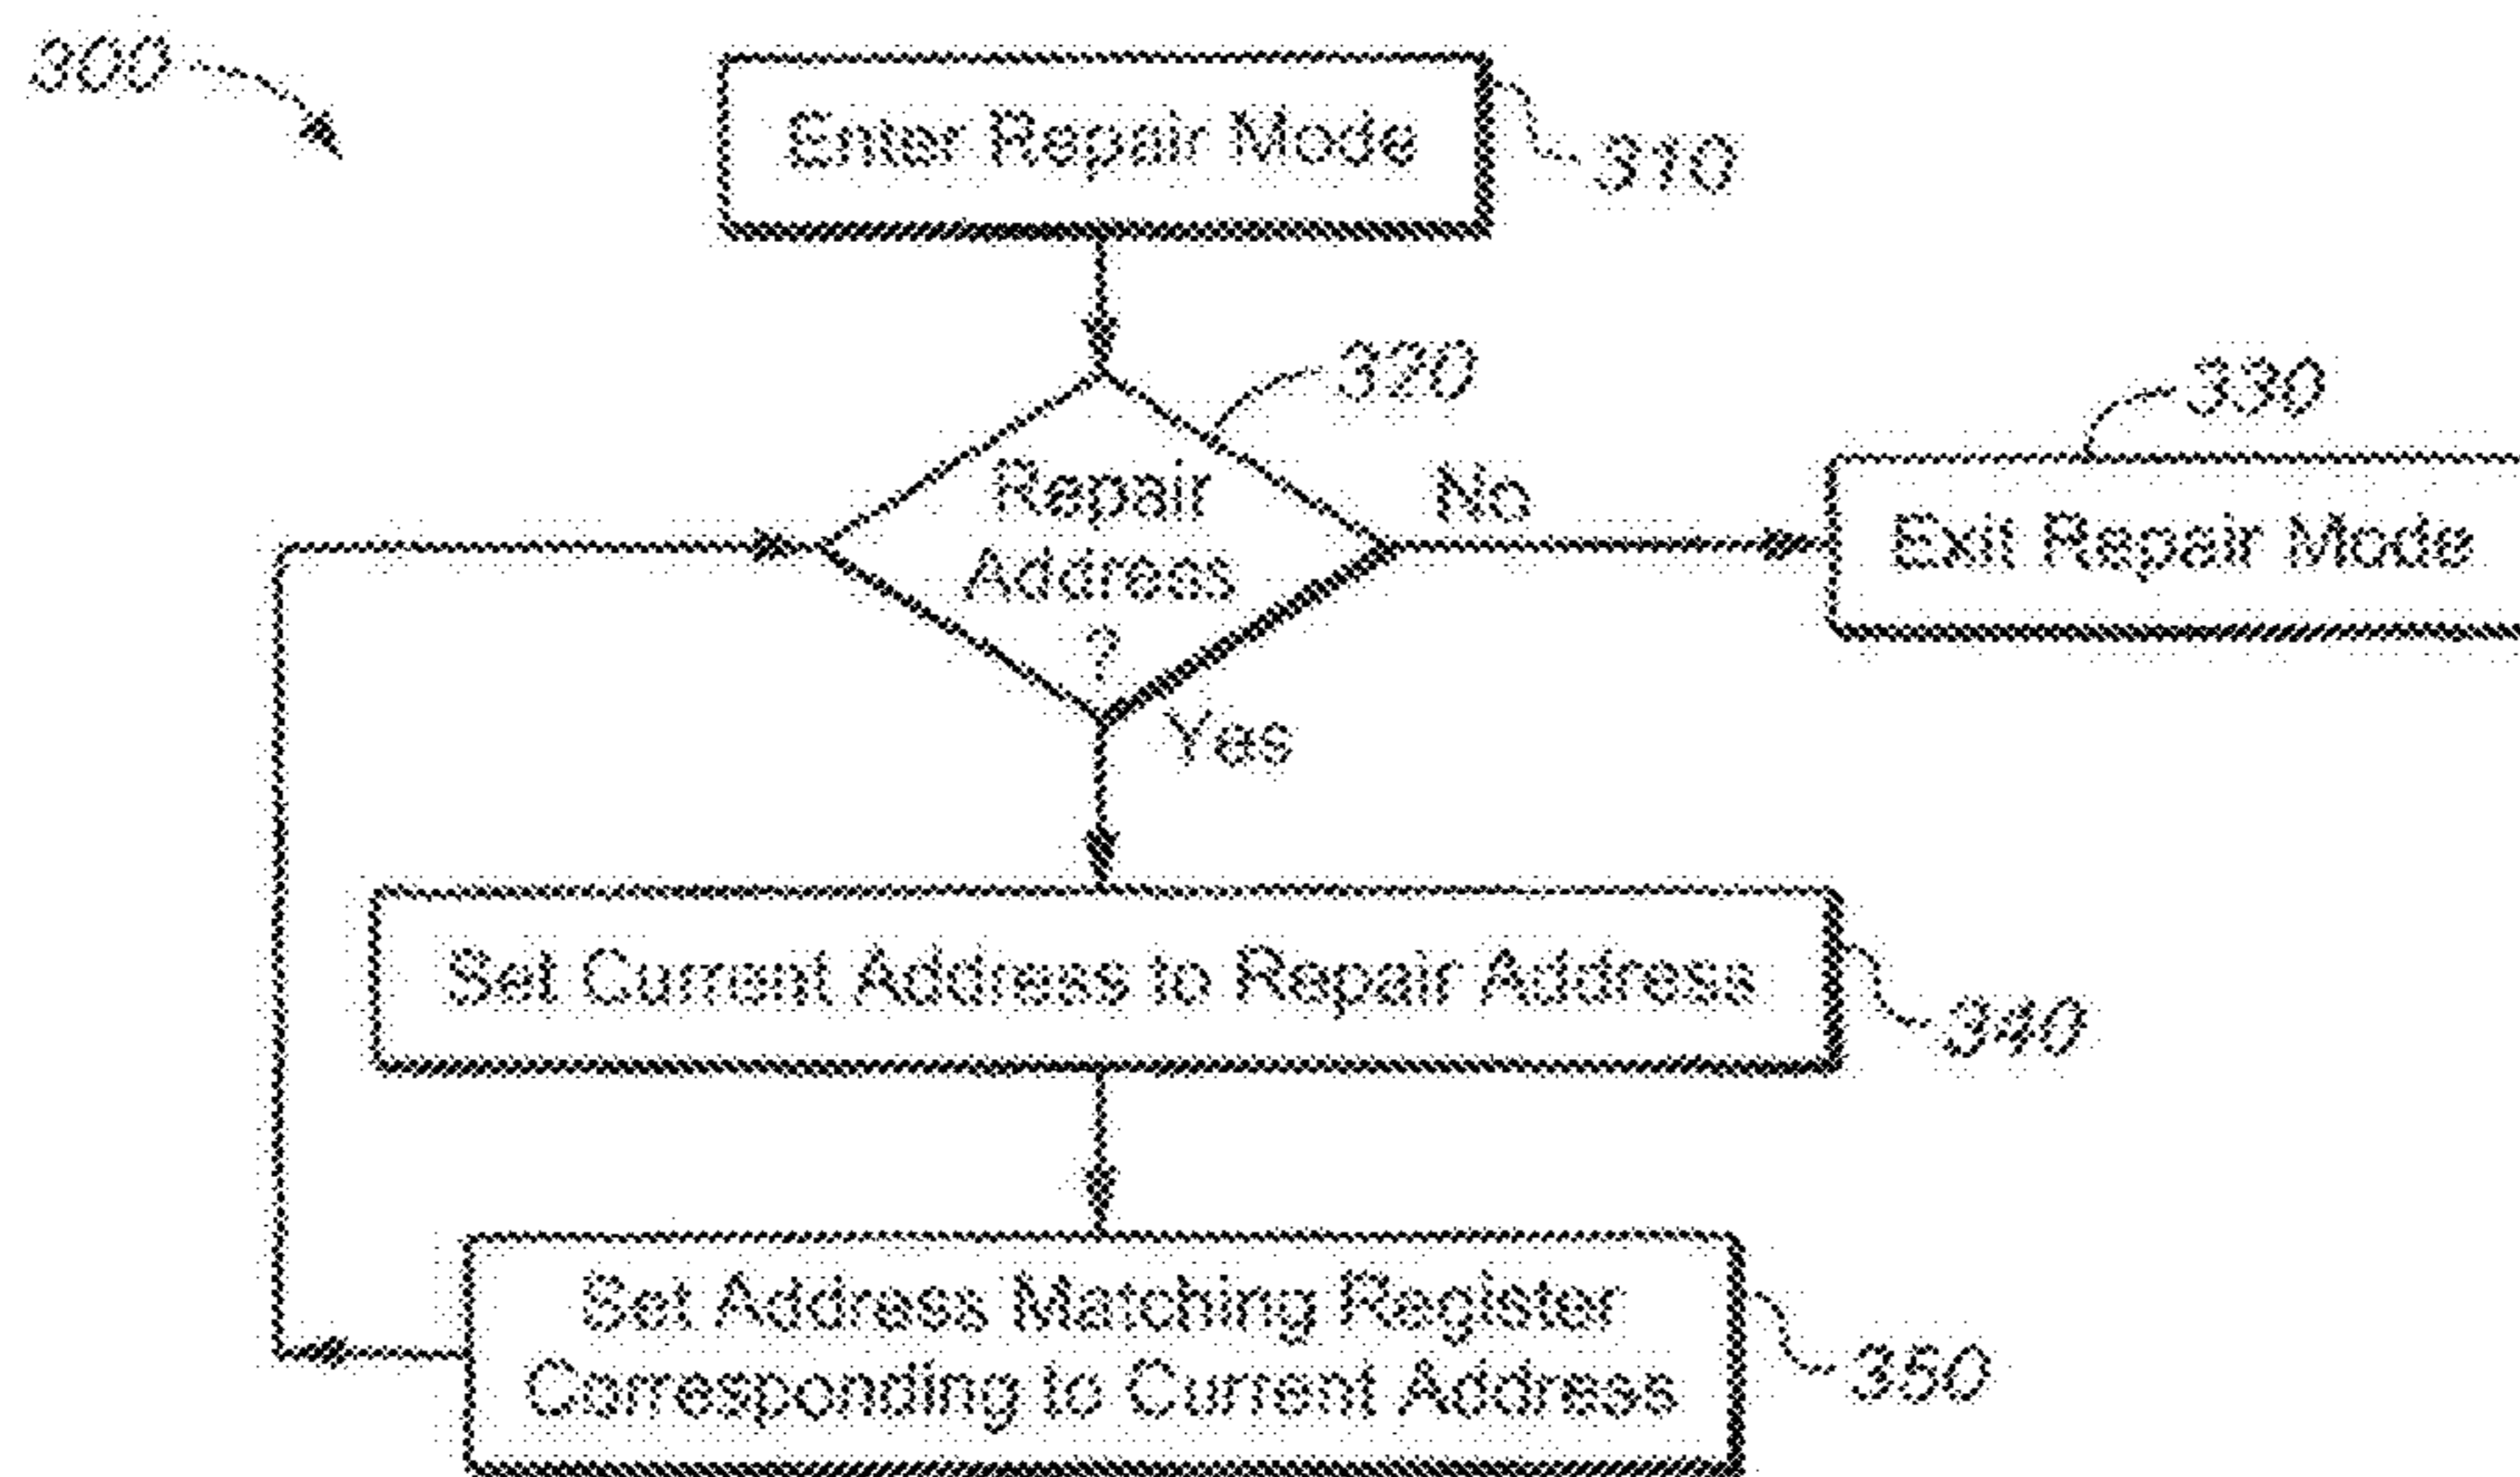 300
Enter Repair Mode
310
320
330
Repair
Address
?
No
Exit Repair Mode
Yes
Set Current Address to Repair Address
340
Set Address Matching Register
Corresponding to Current Address
350